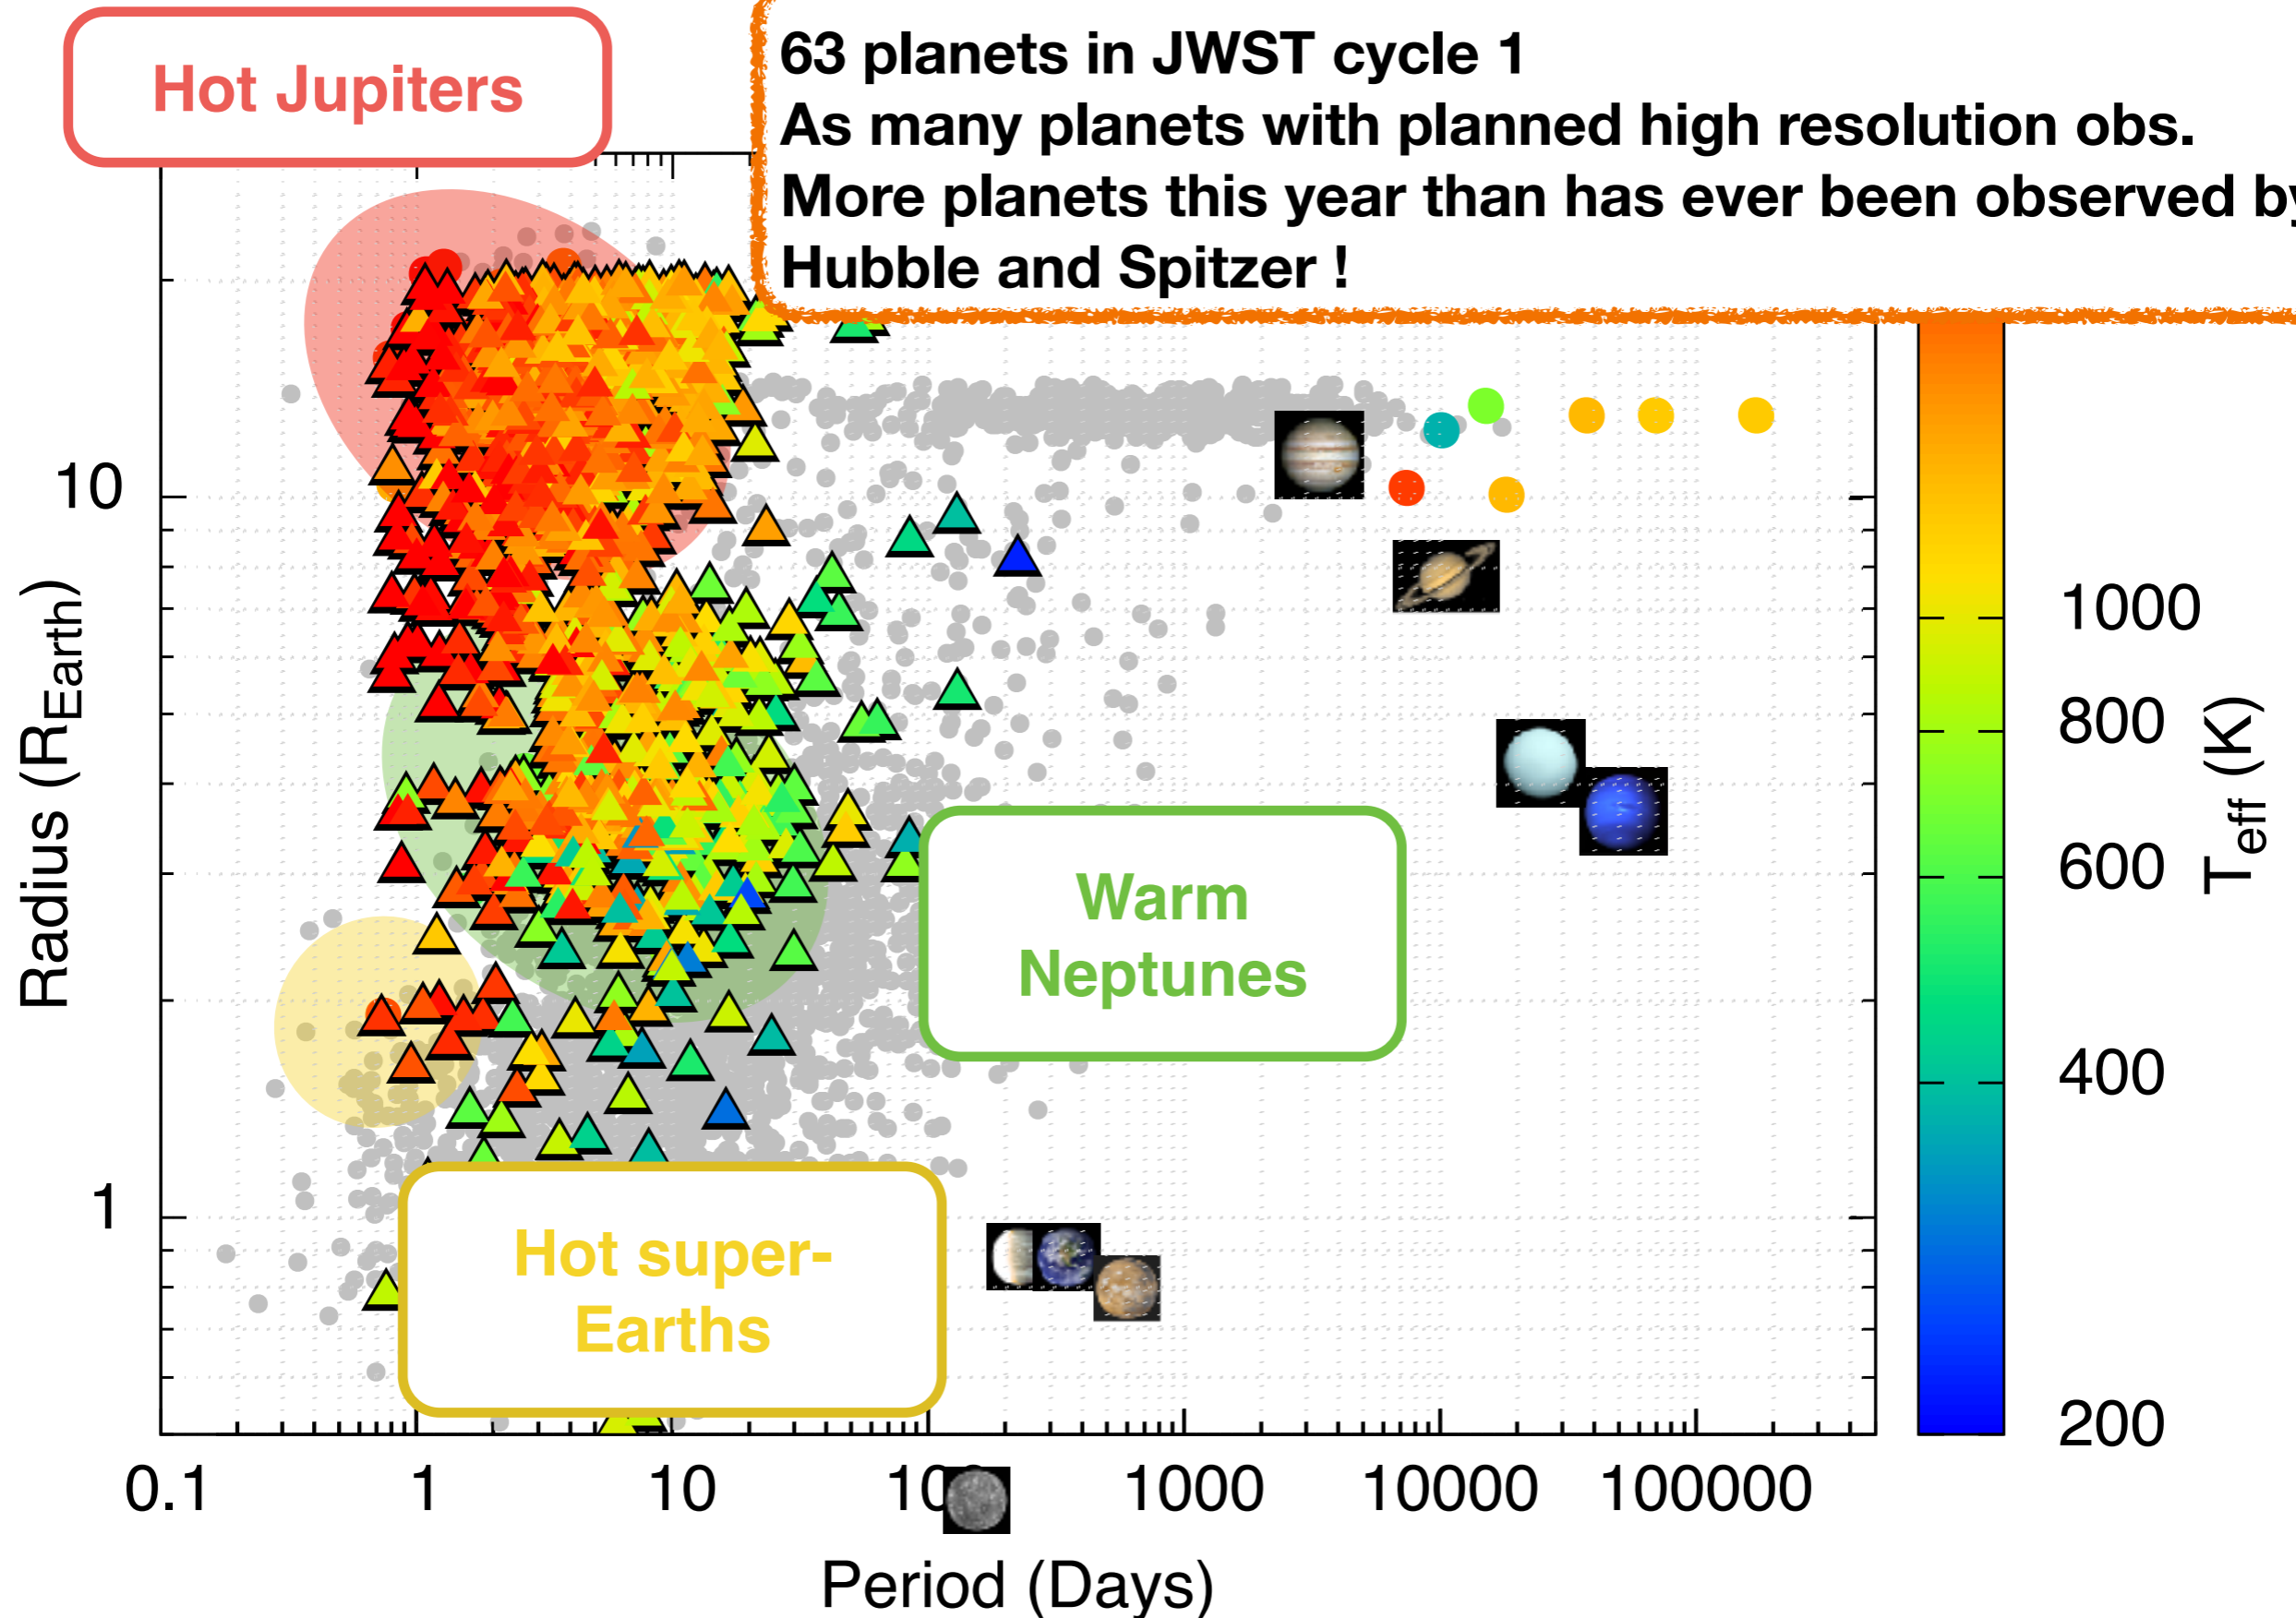 Hot Jupiters
63 planets in JWST cycle 1
As many planets with planned high resolution obs.
More planets this year than has ever been observed by
Hubble and Spitzer !
10
1
Radius (REarth)
Warm
Neptunes
Hot super-
Earths
1000
800
600
400
200
Teff (K)
0.1 1 10 100 1000 10000 100000
Period (Days)